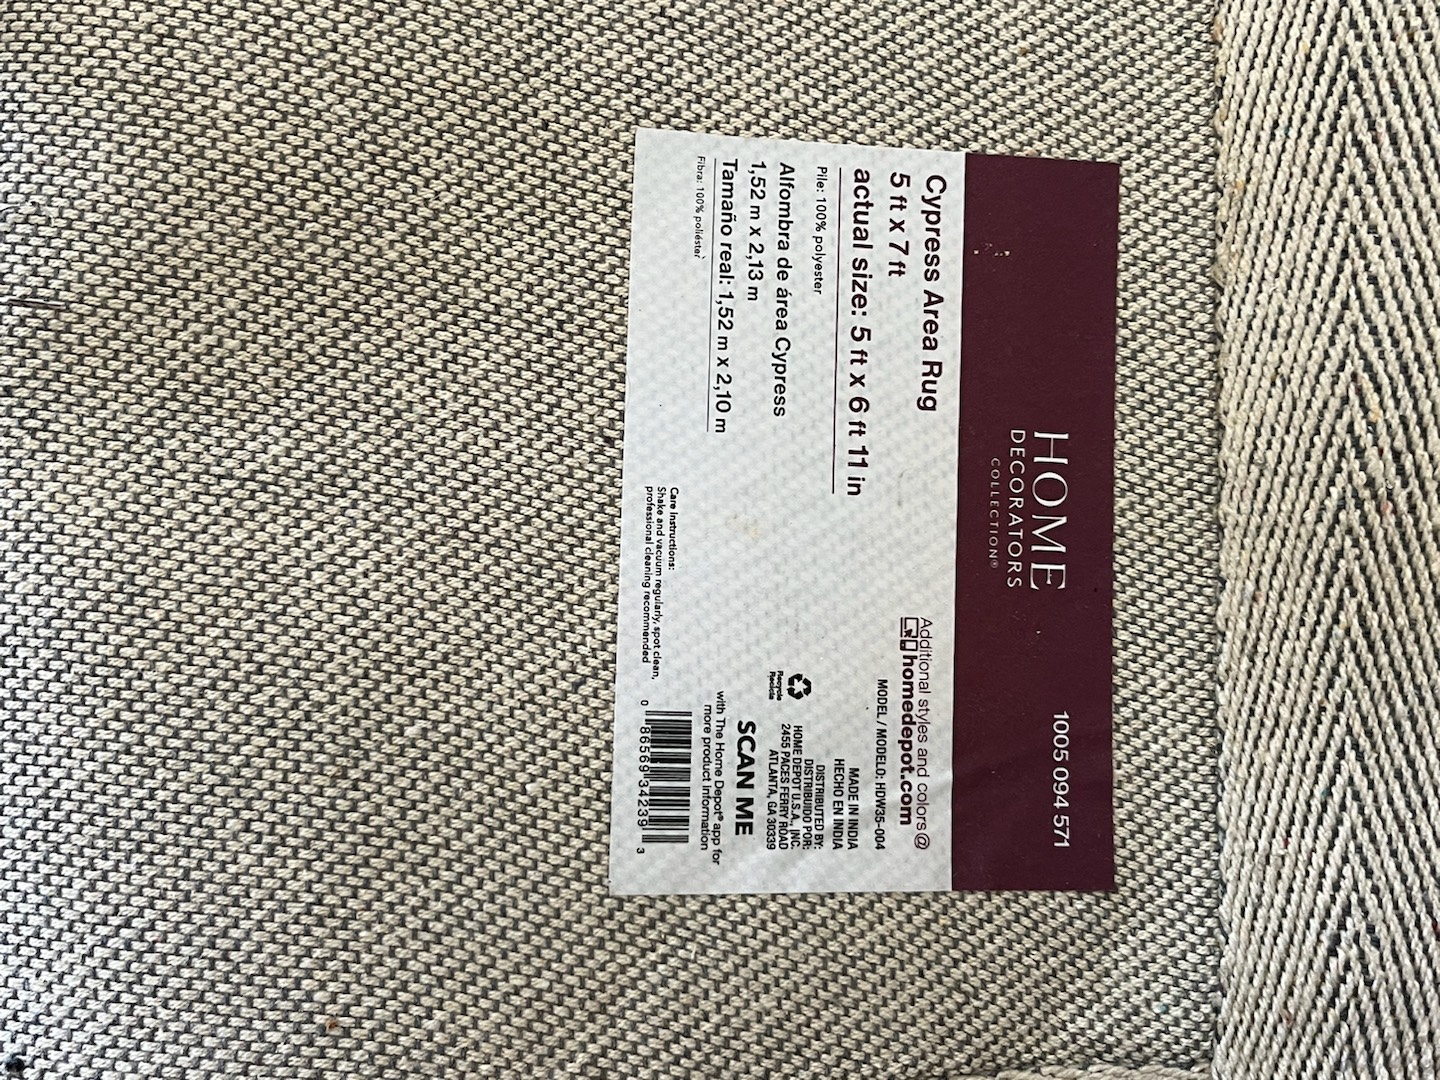 HOME
DECORATORS
COLLECTION®
1005 094 571
Cypress Area Rug
5 ft x 7 ft
actual size: 5 ft x 6 ft 11 in
Pile: 100% polyester
Alfombra de área Cypress
1,52 m x 2,13 m
Tamaño real: 1,52 m x 2,10 m
Fibra: 100% poliéster
Care Instructions:
Shake and vacuum regularly, spot clean,
professional cleaning recommended
Additional styles and colors@
homedepot.com
MODEL / MODELO: HDW35-004
MADE IN INDIA
HECHO EN INDIA
DISTRIBUTED BY:
DISTRIBUIDO POR:
HOME DEPOT U.S.A., INC.
2455 PACES FERRY ROAD
ATLANTA, GA 30339
Recycle
Recicla
SCAN ME
with The Home Depot® app for
more product information
0 86569 34239 3